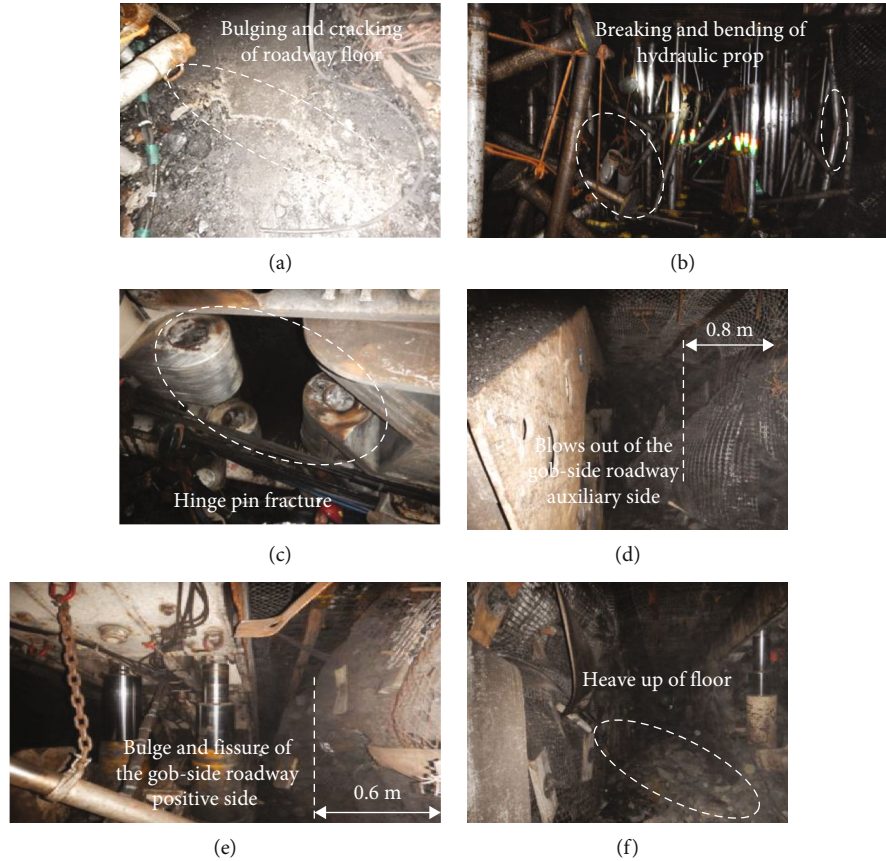 Bulging and cracking
of roadway floor
(a)
Breaking and bending of
hydraulic prop
(b)
Hinge pin fracture
(c)
0.8 m
Blows out of the
gob-side roadway
auxiliary side
(d)
Bulge and fissure of
the gob-side roadway
positive side
0.6 m
(e)
Heave up of floor
(f)